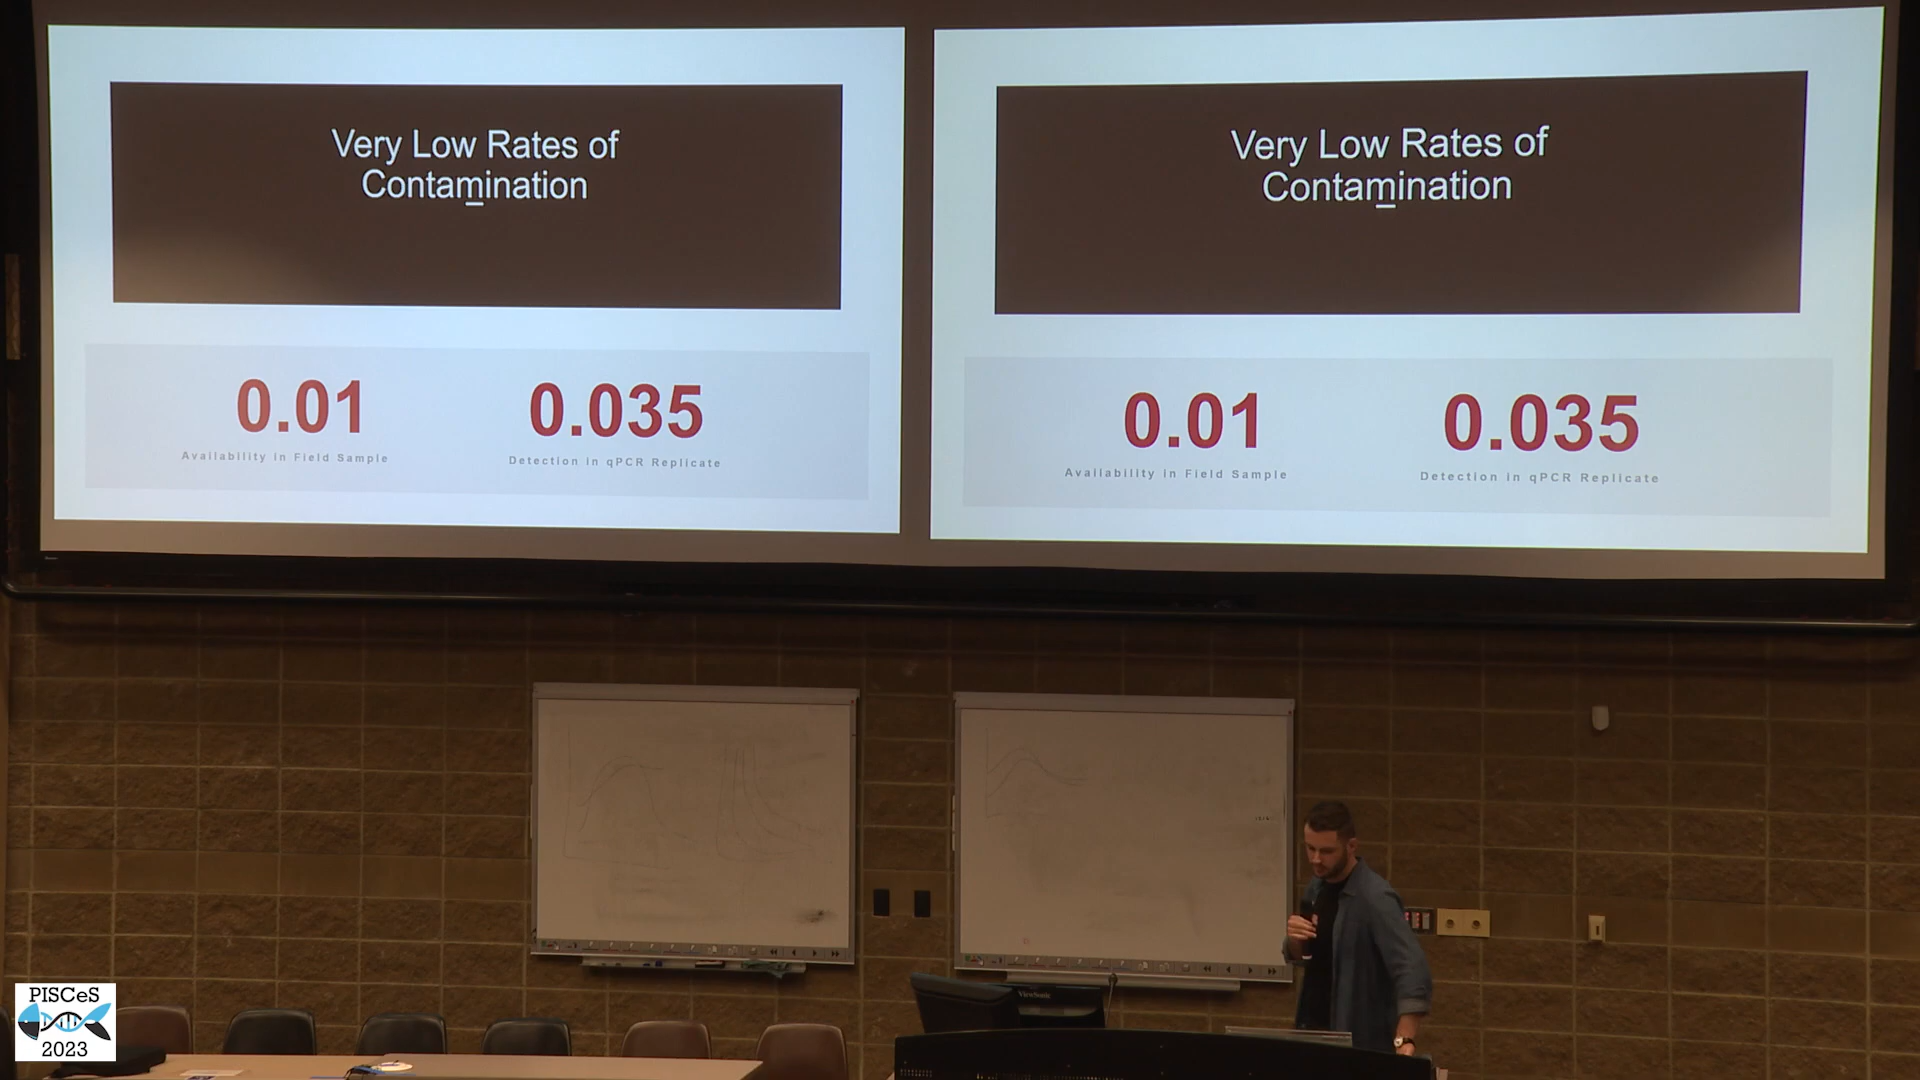 Very Low Rates of
Contamination
0.01
0.035
Availability in Field Sample
Detection in qPCR Replicate
Very Low Rates of
Contamination
0.01
0.035
Availability in Field Sample
Detection in qPCR Replicate
ViewSonic
PISCeS
2023